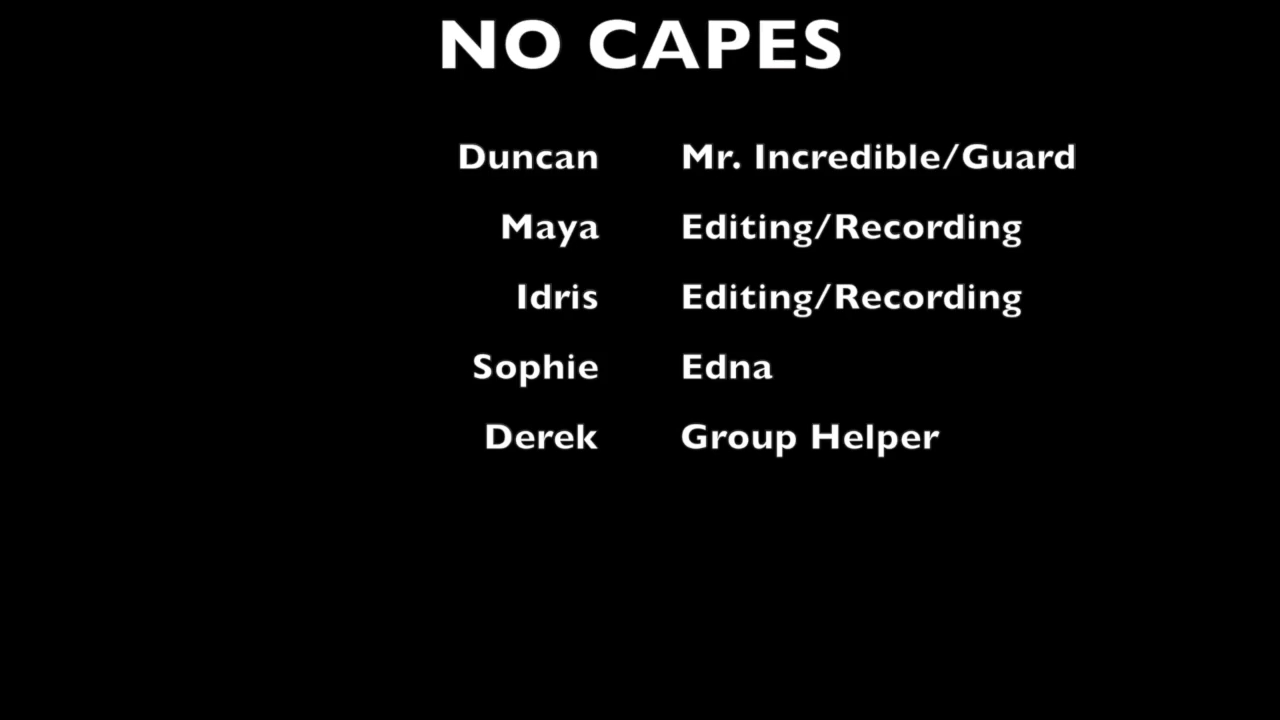 NO CAPES
Duncan Mr. Incredible/Guard
Maya Editing/Recording
Idris Editing/Recording
Sophie Edna
Derek Group Helper